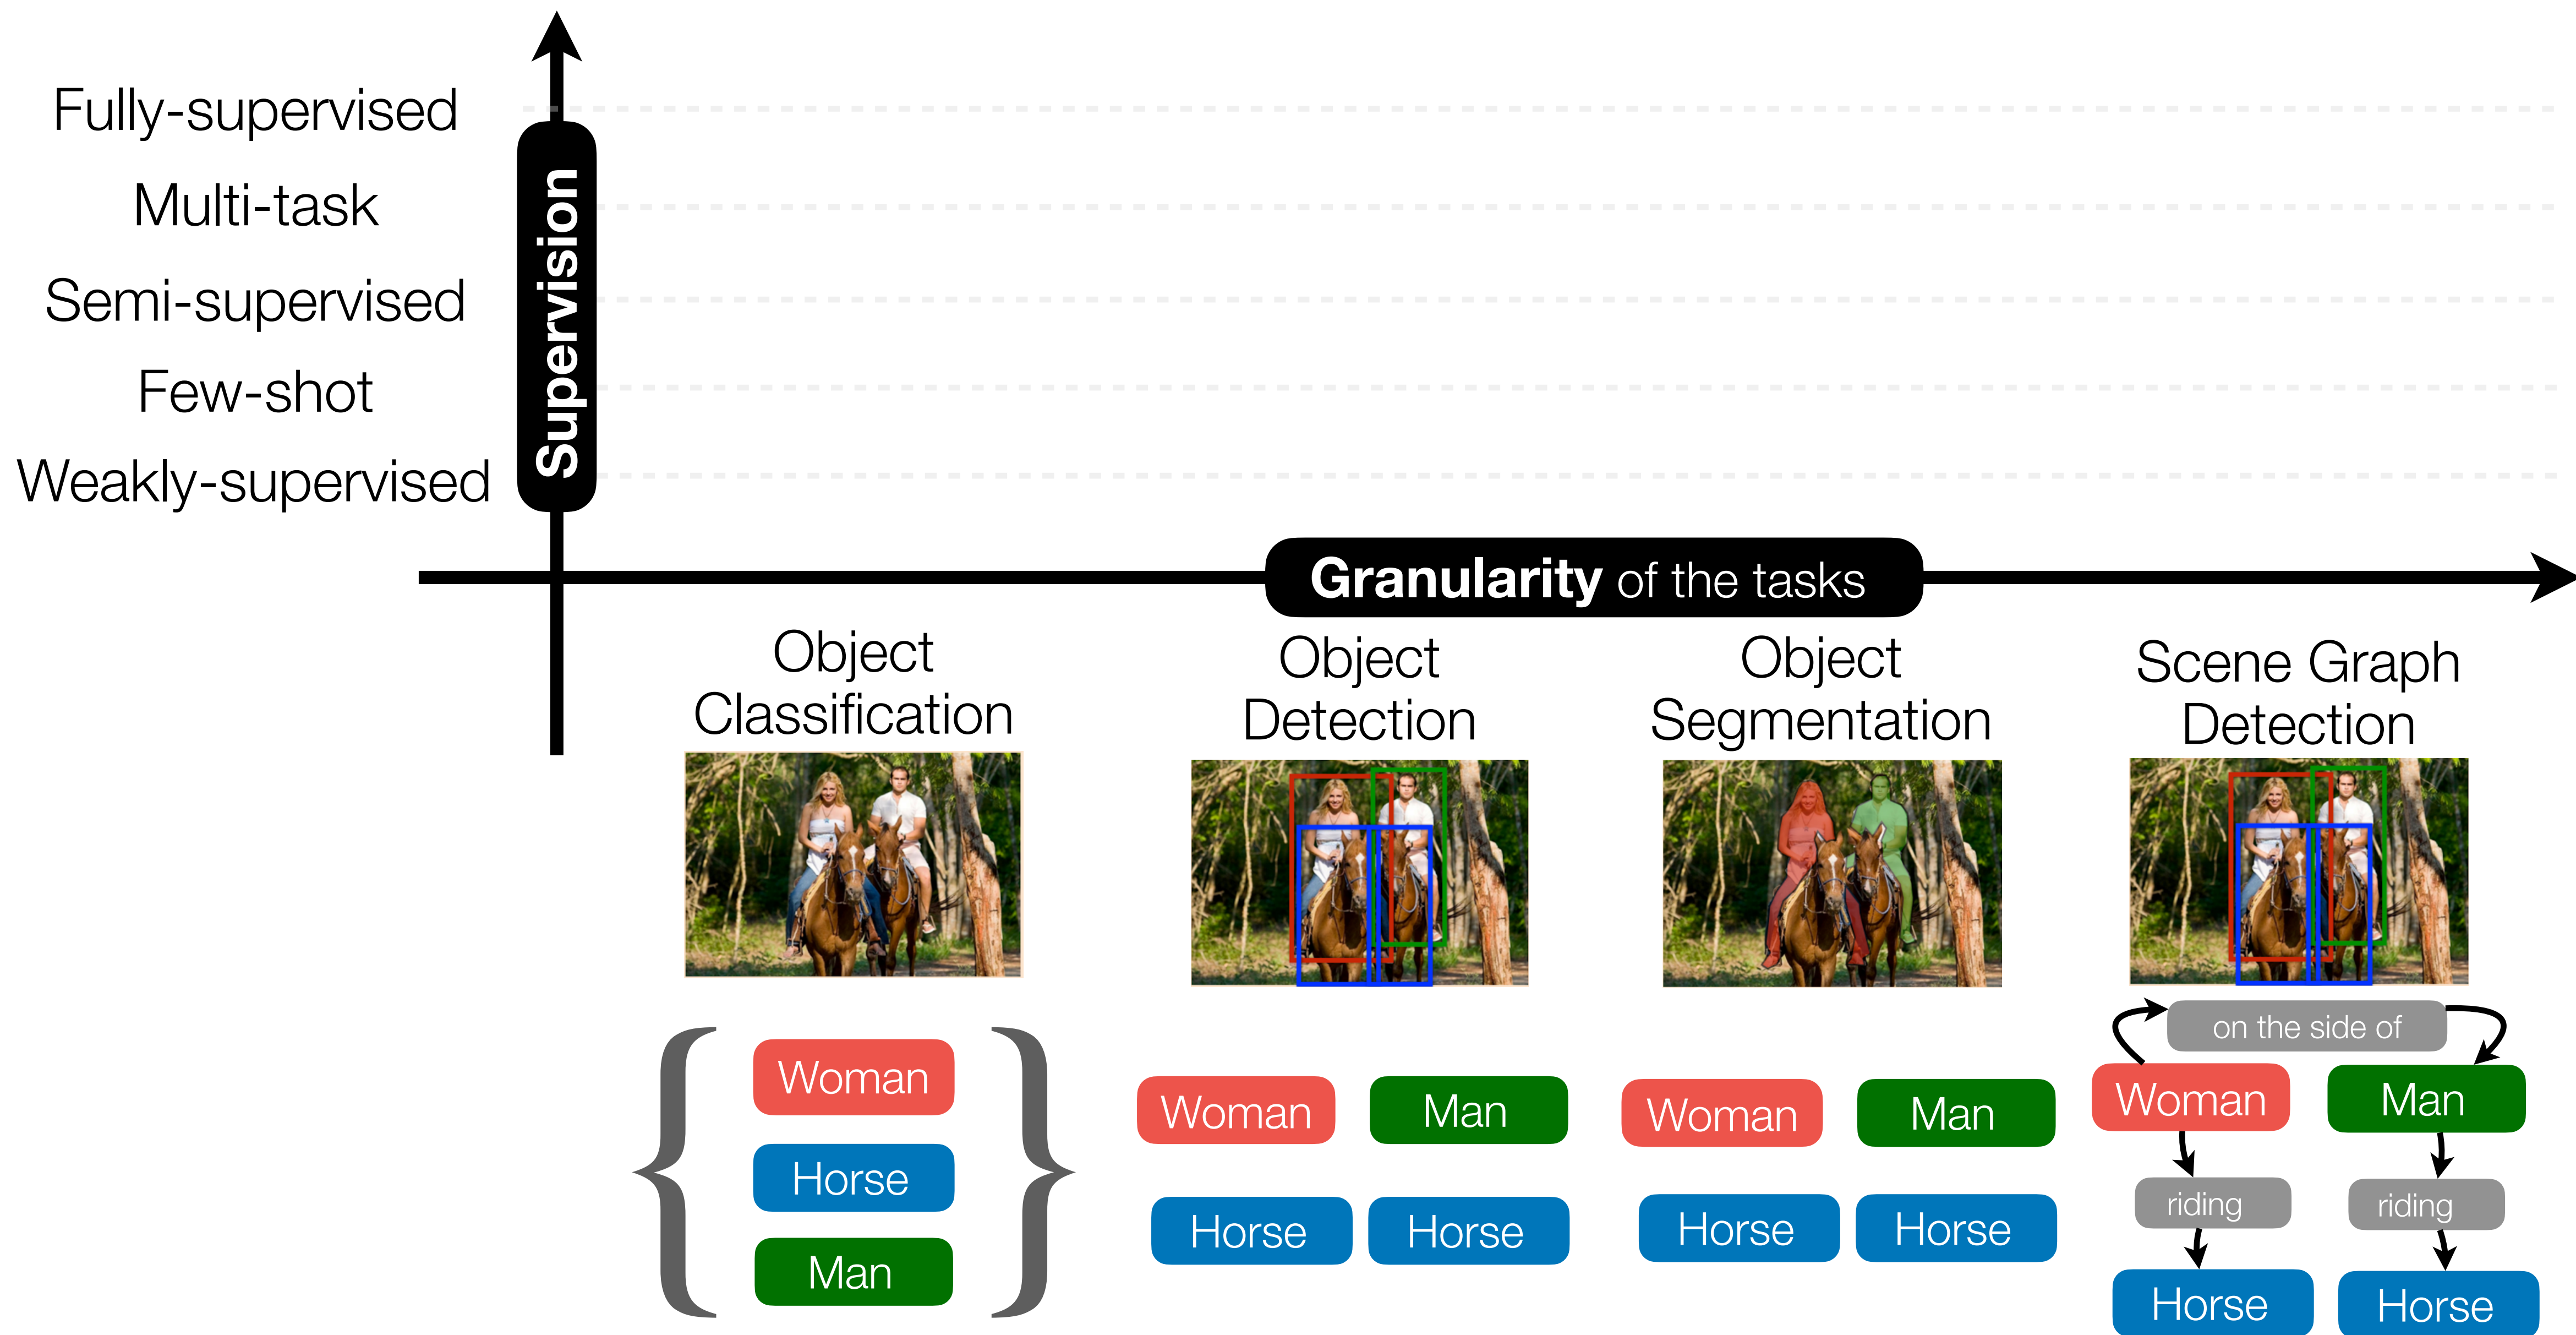 Fully-supervised
Multi-task
Semi-supervised
Few-shot
Weakly-supervised
Supervision
Granularity of the tasks
Object
Classification
Object
Detection
Object
Segmentation
Scene Graph
Detection
Woman
Horse
Man
Woman Man
Horse Horse
Woman Man
Horse Horse
on the side of
Woman Man
riding riding
Horse Horse